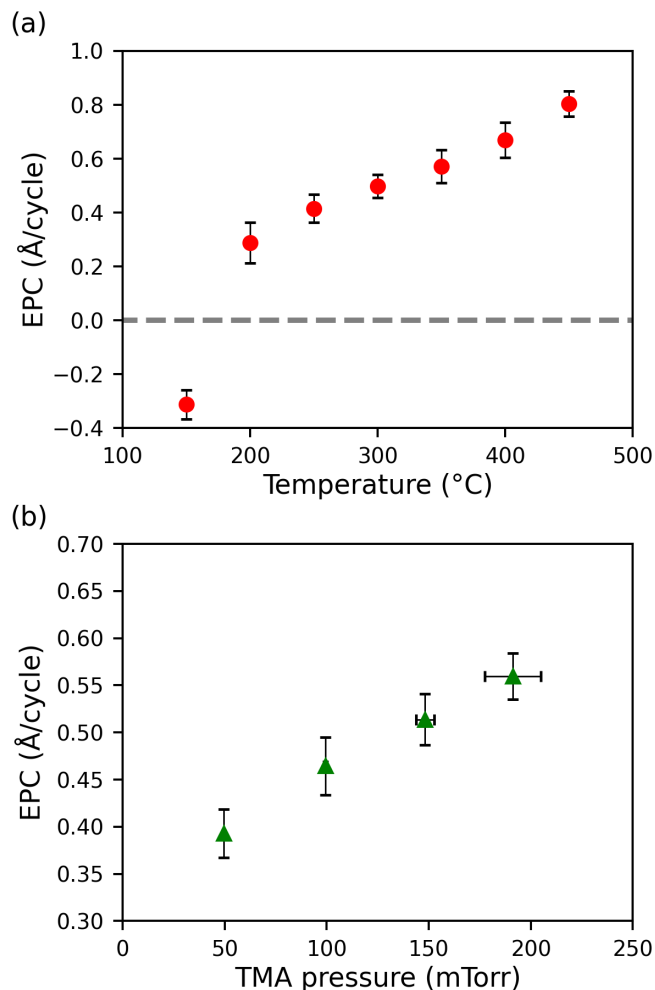 (a)
1.0
0.8
0.6
0.4
0.2
0.0
−0.2
−0.4
EPC (Å/cycle)
100 200 300 400 500
Temperature (°C)
(b)
0.70
0.65
0.60
0.55
0.50
0.45
0.40
0.35
0.30
EPC (Å/cycle)
0 50 100 150 200 250
TMA pressure (mTorr)